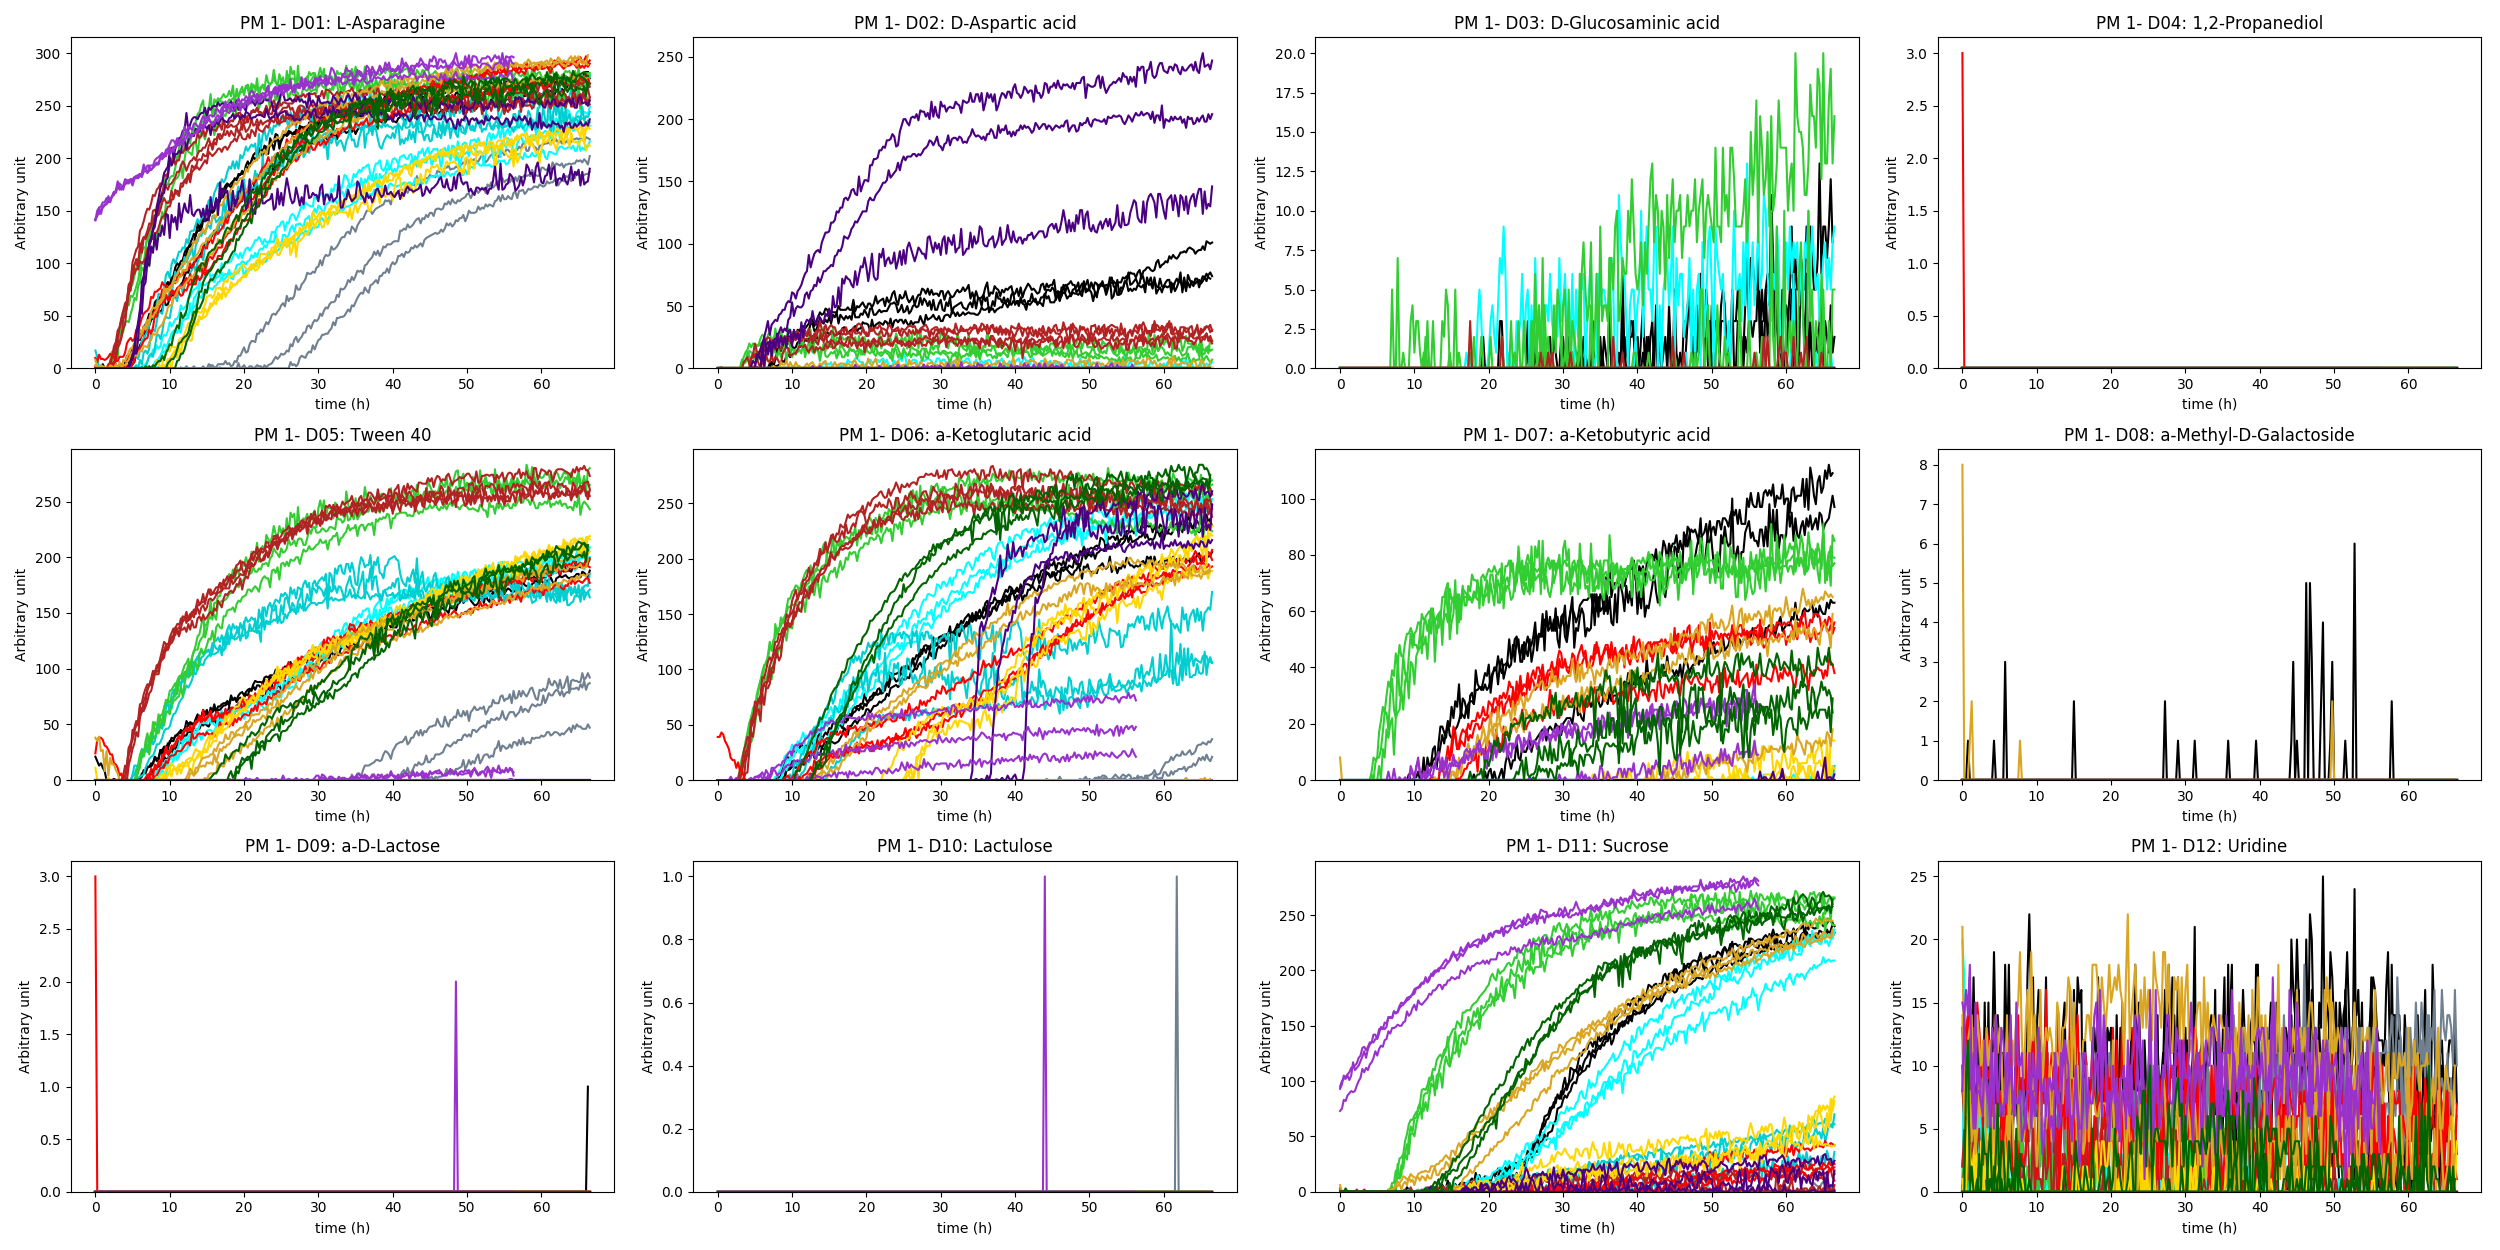 PM 1- D01: L-Asparagine
Arbitrary unit
300
250
200
150
100
50
0
0 10 20 30 40 50 60
time (h)
PM 1- D02: D-Aspartic acid
Arbitrary unit
250
200
150
100
50
0
0 10 20 30 40 50 60
time (h)
PM 1- D03: D-Glucosaminic acid
Arbitrary unit
20.0
17.5
15.0
12.5
10.0
7.5
5.0
2.5
0.0
0 10 20 30 40 50 60
time (h)
PM 1- D04: 1,2-Propanediol
Arbitrary unit
3.0
2.5
2.0
1.5
1.0
0.5
0.0
0 10 20 30 40 50 60
time (h)
PM 1- D05: Tween 40
Arbitrary unit
250
200
150
100
50
0
0 10 20 30 40 50 60
time (h)
PM 1- D06: a-Ketoglutaric acid
Arbitrary unit
250
200
150
100
50
0
0 10 20 30 40 50 60
time (h)
PM 1- D07: a-Ketobutyric acid
Arbitrary unit
100
80
60
40
20
0
0 10 20 30 40 50 60
time (h)
PM 1- D08: a-Methyl-D-Galactoside
Arbitrary unit
8
7
6
5
4
3
2
1
0
0 10 20 30 40 50 60
time (h)
PM 1- D09: a-D-Lactose
Arbitrary unit
3.0
2.5
2.0
1.5
1.0
0.5
0.0
0 10 20 30 40 50 60
time (h)
PM 1- D10: Lactulose
Arbitrary unit
1.0
0.8
0.6
0.4
0.2
0.0
0 10 20 30 40 50 60
time (h)
PM 1- D11: Sucrose
Arbitrary unit
250
200
150
100
50
0
0 10 20 30 40 50 60
time (h)
PM 1- D12: Uridine
Arbitrary unit
25
20
15
10
5
0
0 10 20 30 40 50 60
time (h)